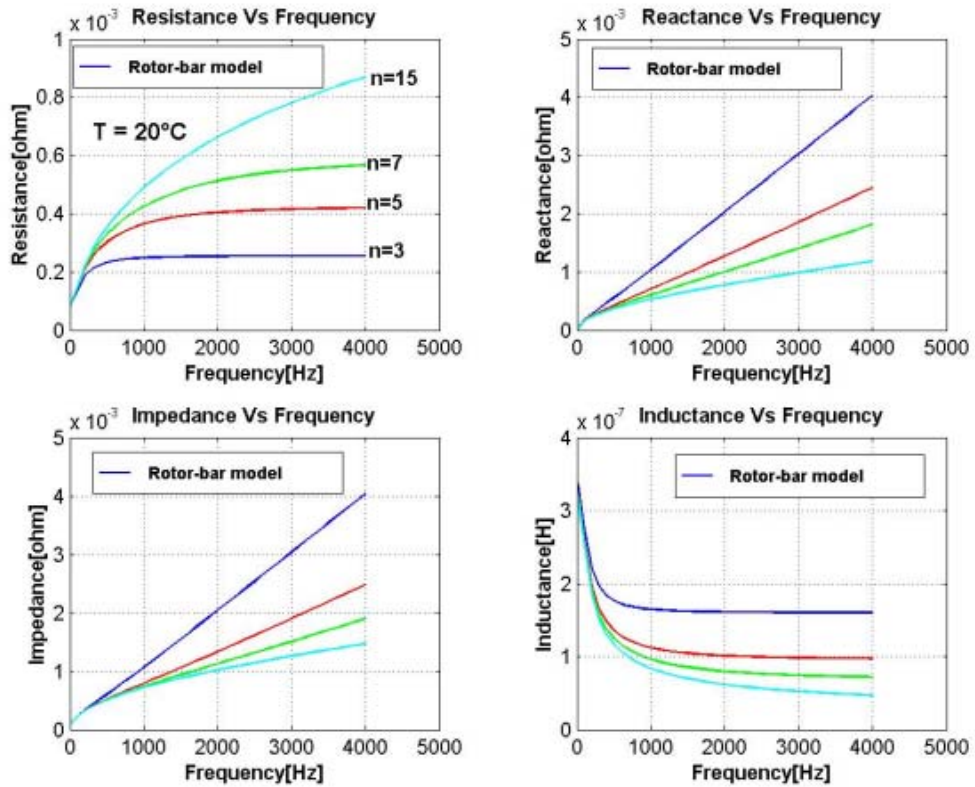 x 10⁻³ Resistance Vs Frequency
1
0.8
0.6
0.4
0.2
0
Resistance[ohm]
Rotor-bar model
T = 20°C
n=15
n=7
n=5
n=3
0 1000 2000 3000 4000 5000
Frequency[Hz]
x 10⁻³ Reactance Vs Frequency
5
4
3
2
1
0
Reactance[ohm]
Rotor-bar model
0 1000 2000 3000 4000 5000
Frequency[Hz]
x 10⁻³ Impedance Vs Frequency
5
4
3
2
1
0
Impedance[ohm]
Rotor-bar model
0 1000 2000 3000 4000 5000
Frequency[Hz]
x 10⁻⁷ Inductance Vs Frequency
4
3
2
1
0
Inductance[H]
Rotor-bar model
0 1000 2000 3000 4000 5000
Frequency[Hz]